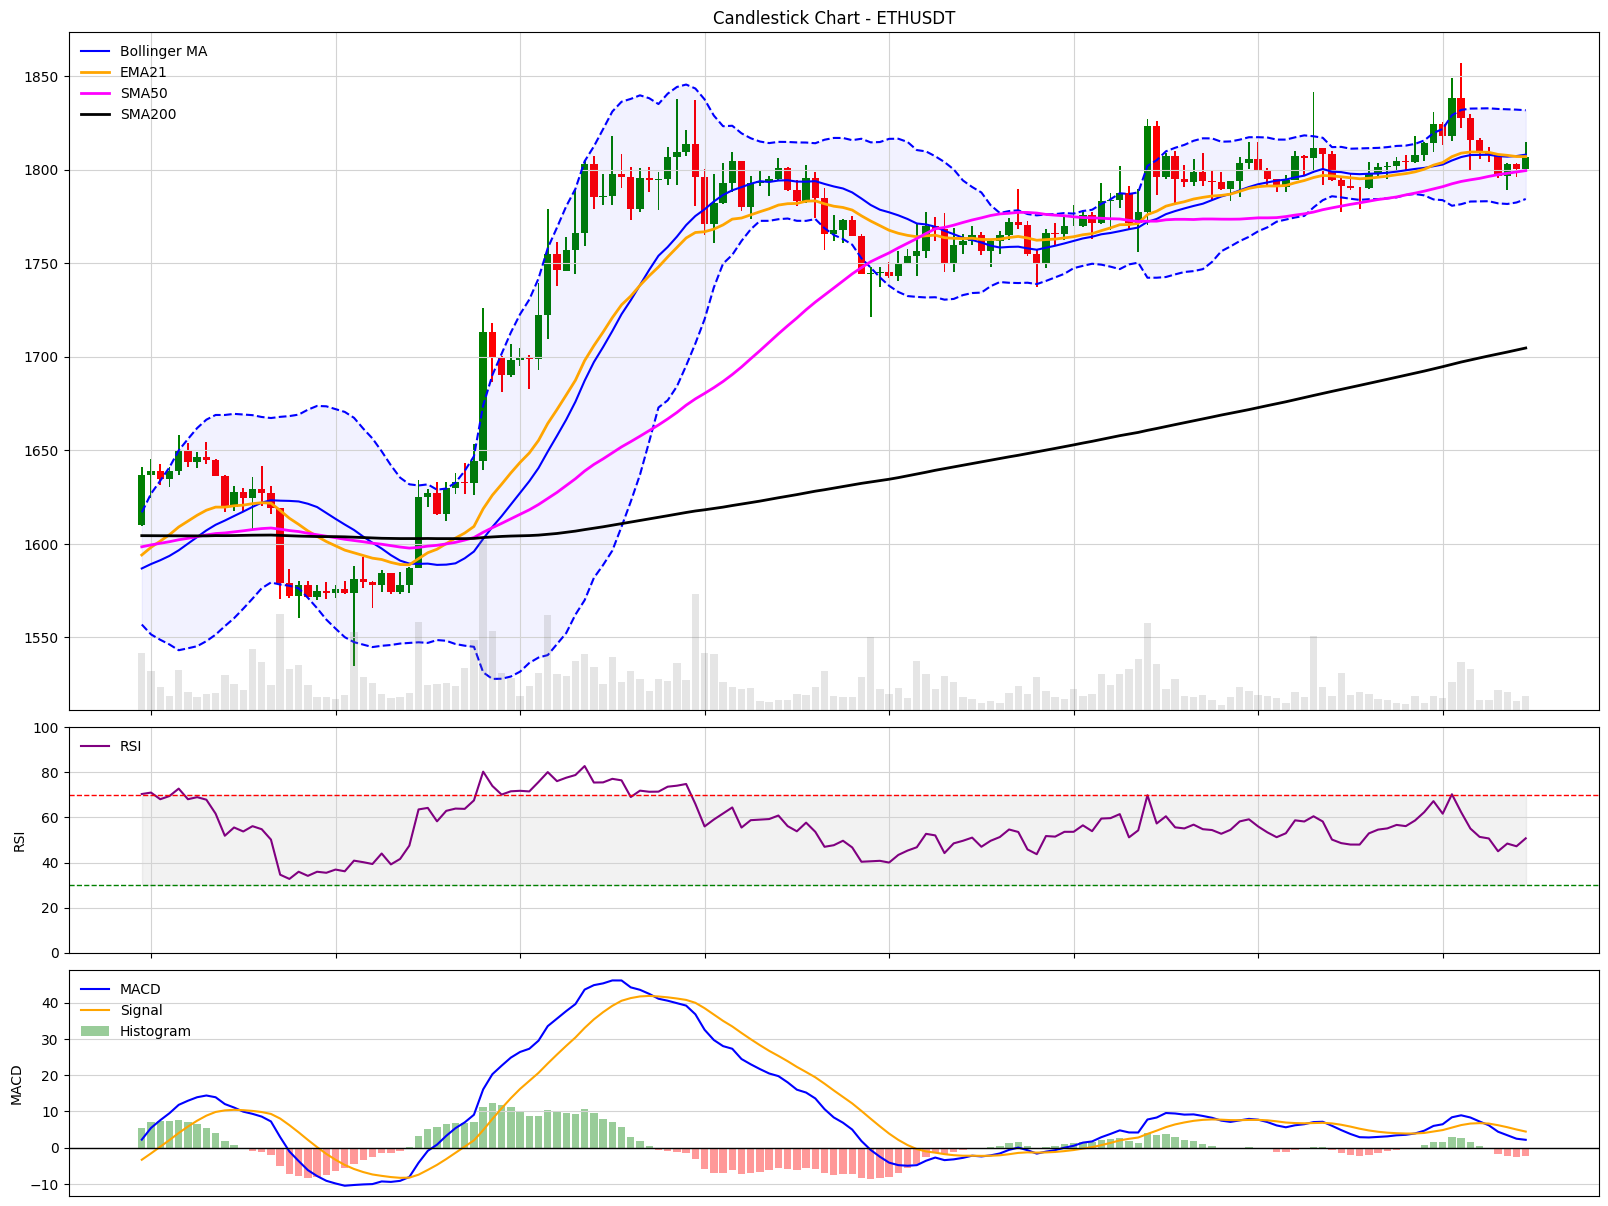 Candlestick Chart - ETHUSDT
Bollinger MA
EMA21
SMA50
SMA200
1850
1800
1750
1700
1650
1600
1550
RSI
100
80
60
40
20
0
RSI
MACD
Signal
Histogram
40
30
20
10
0
−10
MACD